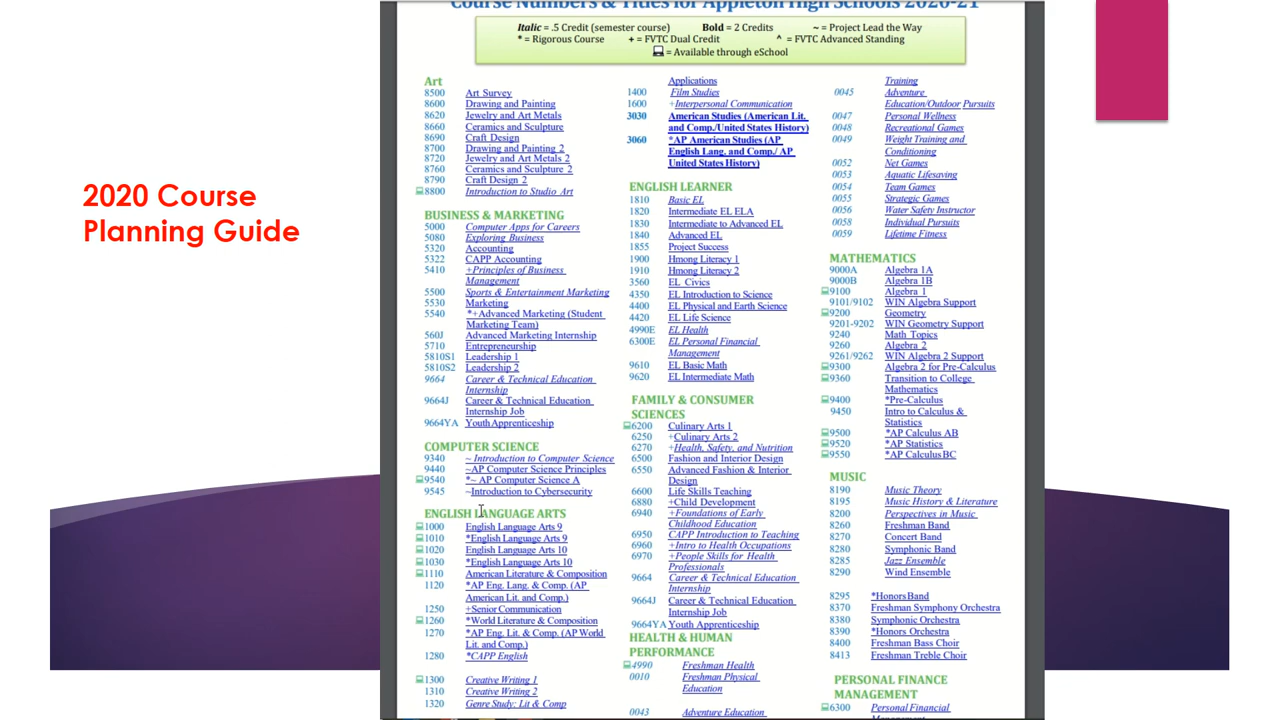 2020 Course
Planning Guide
Course Numbers & Titles for Appleton High Schools 2020-21
Italic = .5 Credit (semester course) Bold = 2 Credits ~ = Project Lead the Way
* = Rigorous Course + = FVTC Dual Credit ^ = FVTC Advanced Standing
= Available through eSchool
Art
8500 Art Survey
8600 Drawing and Painting
8620 Jewelry and Art Metals
8660 Ceramics and Sculpture
8690 Craft Design
8700 Drawing and Painting 2
8720 Jewelry and Art Metals 2
8760 Ceramics and Sculpture 2
8790 Craft Design 2
8800 Introduction to Studio Art
BUSINESS & MARKETING
5000 Computer Apps for Careers
5080 Exploring Business
5320 Accounting
5322 CAPP Accounting
5410 +Principles of Business
Management
5500 Sports & Entertainment Marketing
5530 Marketing
5540 *+Advanced Marketing (Student
Marketing Team)
560J Advanced Marketing Internship
5710 Entrepreneurship
5810S1 Leadership 1
5810S2 Leadership 2
9664 Career & Technical Education
Internship
9664J Career & Technical Education
Internship Job
9664YA Youth Apprenticeship
COMPUTER SCIENCE
9340 ~ Introduction to Computer Science
9440 ~AP Computer Science Principles
9540 *~ AP Computer Science A
9545 ~Introduction to Cybersecurity
ENGLISH LANGUAGE ARTS
1000 English Language Arts 9
1010 *English Language Arts 9
1020 English Language Arts 10
1030 *English Language Arts 10
1110 American Literature & Composition
1120 *AP Eng. Lang. & Comp. (AP
American Lit. and Comp.)
1250 +Senior Communication
1260 *World Literature & Composition
1270 *AP Eng. Lit. & Comp. (AP World
Lit. and Comp.)
1280 *CAPP English
1300 Creative Writing 1
1310 Creative Writing 2
1320 Genre Study: Lit & Comp
Applications
1400 Film Studies
1600 +Interpersonal Communication
3030 American Studies (American Lit.
and Comp./United States History)
3060 *AP American Studies (AP
English Lang. and Comp./ AP
United States History)
ENGLISH LEARNER
1810 Basic EL
1820 Intermediate EL ELA
1830 Intermediate to Advanced EL
1840 Advanced EL
1855 Project Success
1900 Hmong Literacy 1
1910 Hmong Literacy 2
3560 EL Civics
4350 EL Introduction to Science
4400 EL Physical and Earth Science
4420 EL Life Science
4990E EL Health
6300E EL Personal Financial
Management
9610 EL Basic Math
9620 EL Intermediate Math
FAMILY & CONSUMER
SCIENCES
6200 Culinary Arts 1
6250 +Culinary Arts 2
6270 +Health, Safety, and Nutrition
6500 Fashion and Interior Design
6550 Advanced Fashion & Interior
Design
6600 Life Skills Teaching
6880 +Child Development
6940 +Foundations of Early
Childhood Education
6950 CAPP Introduction to Teaching
6960 +Intro to Health Occupations
6970 +People Skills for Health
Professionals
9664 Career & Technical Education
Internship
9664J Career & Technical Education
Internship Job
9664YA Youth Apprenticeship
HEALTH & HUMAN
PERFORMANCE
4990 Freshman Health
0010 Freshman Physical
Education
0043 Adventure Education
Training
0045 Adventure
Education/Outdoor Pursuits
0047 Personal Wellness
0048 Recreational Games
0049 Weight Training and
Conditioning
0052 Net Games
0053 Aquatic Lifesaving
0054 Team Games
0055 Strategic Games
0056 Water Safety Instructor
0058 Individual Pursuits
0059 Lifetime Fitness
MATHEMATICS
9000A Algebra 1A
9000B Algebra 1B
9100 Algebra 1
9101/9102 WIN Algebra Support
9200 Geometry
9201-9202 WIN Geometry Support
9240 Math Topics
9260 Algebra 2
9261/9262 WIN Algebra 2 Support
9300 Algebra 2 for Pre-Calculus
9360 Transition to College
Mathematics
9400 *Pre-Calculus
9450 Intro to Calculus &
Statistics
9500 *AP Calculus AB
9520 *AP Statistics
9550 *AP Calculus BC
MUSIC
8190 Music Theory
8195 Music History & Literature
8200 Perspectives in Music
8260 Freshman Band
8270 Concert Band
8280 Symphonic Band
8285 Jazz Ensemble
8290 Wind Ensemble
8295 *Honors Band
8370 Freshman Symphony Orchestra
8380 Symphonic Orchestra
8390 *Honors Orchestra
8400 Freshman Bass Choir
8413 Freshman Treble Choir
PERSONAL FINANCE
MANAGEMENT
6300 Personal Financial